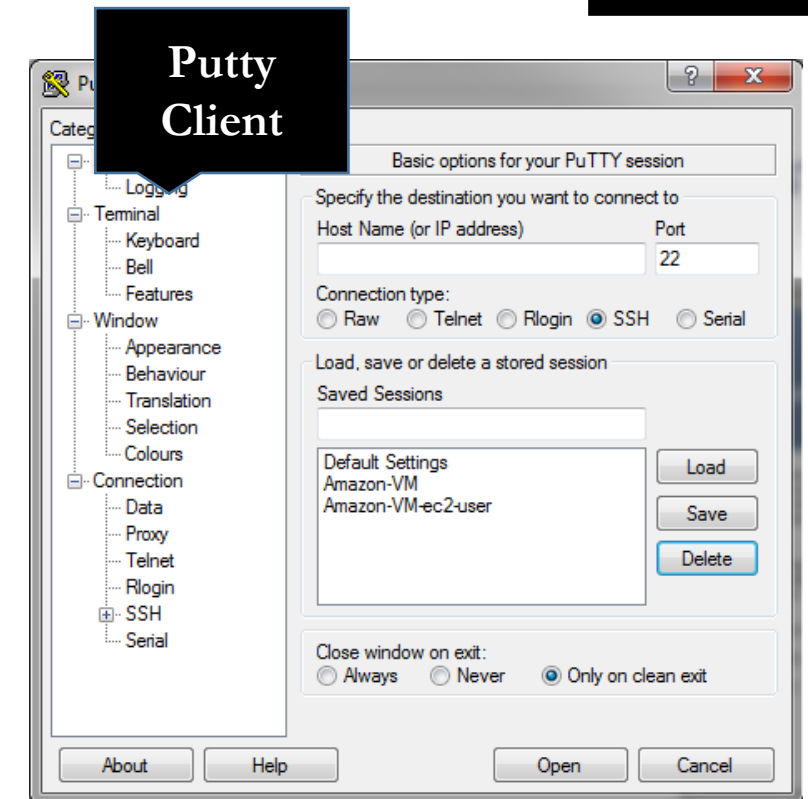 Putty
Client
Pu
Categ
Logging
Terminal
Keyboard
Bell
Features
Window
Appearance
Behaviour
Translation
Selection
Colours
Connection
Data
Proxy
Telnet
Rlogin
SSH
Serial
Basic options for your PuTTY session
Specify the destination you want to connect to
Host Name (or IP address) Port
22
Connection type:
Raw Telnet Rlogin SSH Serial
Load, save or delete a stored session
Saved Sessions
Default Settings
Amazon-VM
Amazon-VM-ec2-user
Load
Save
Delete
Close window on exit:
Always Never Only on clean exit
About Help Open Cancel